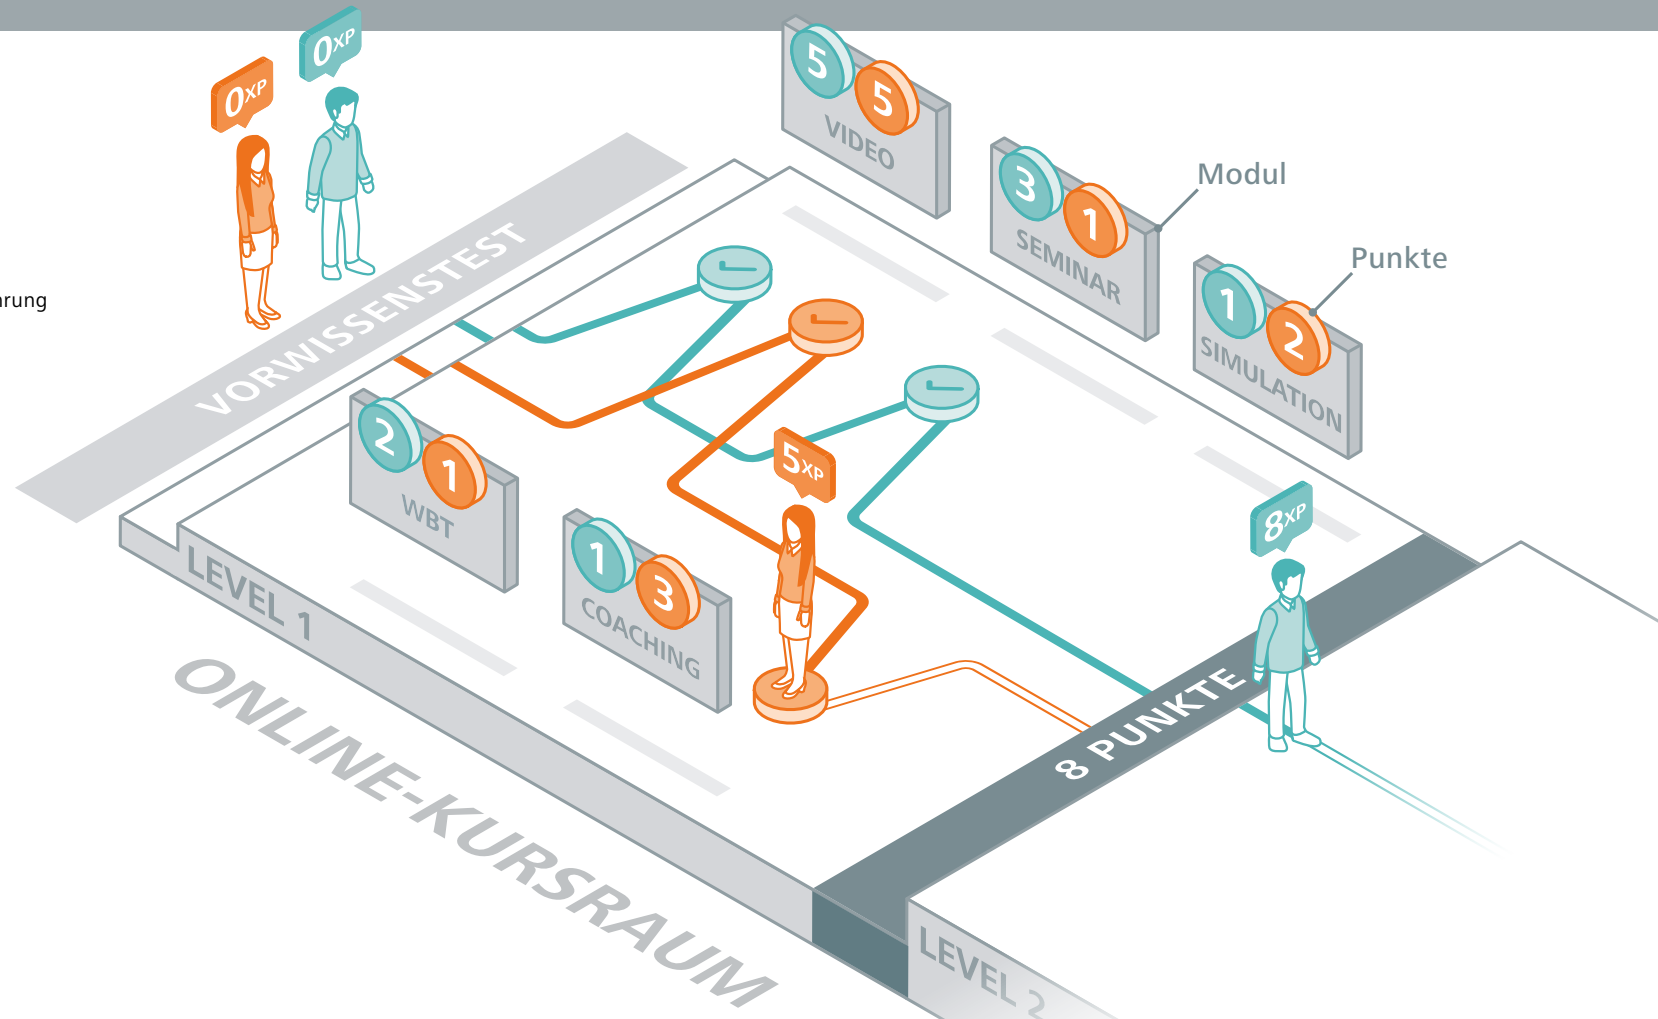 0XP
0XP
5
5
VIDEO
3
1
SEMINAR
Modul
1
2
SIMULATION
Punkte
VORWISSENSTEST
2
1
WBT
1
3
COACHING
5XP
8XP
LEVEL 1
8 PUNKTE
ONLINE-KURSRAUM
LEVEL 2